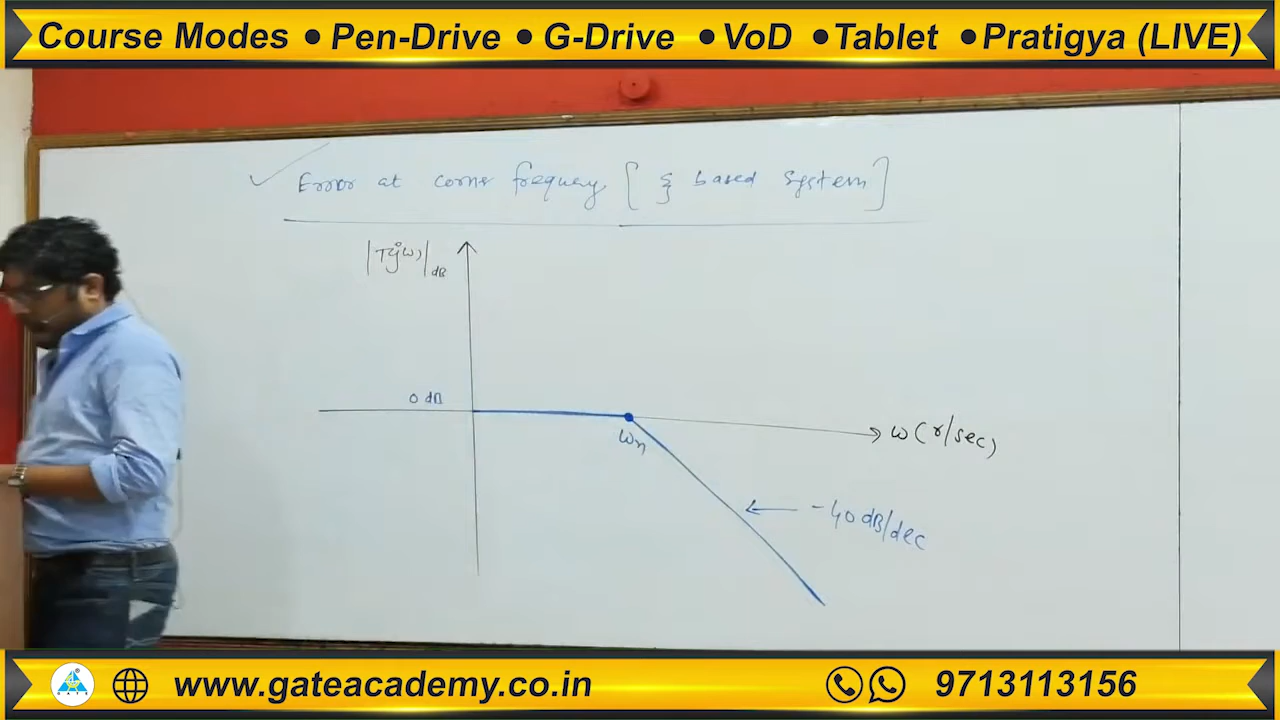 Course Modes • Pen-Drive • G-Drive • VoD • Tablet • Pratigya (LIVE)
Error at corner frequency [ ξ based system ]
|T(jω)|dB
0 dB
ωn
ω (r/sec)
-40 dB/dec
GATE
www.gateacademy.co.in
9713113156